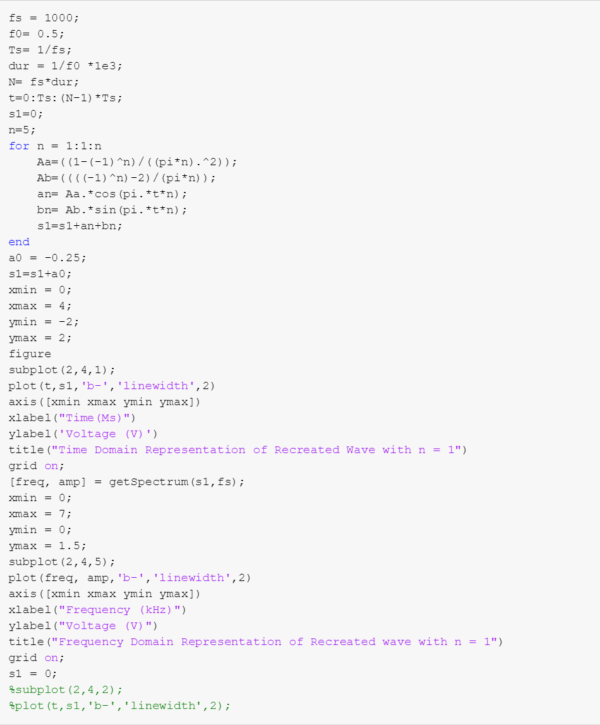 fs = 1000;
f0= 0.5;
Ts= 1/fs;
dur = 1/f0 *1e3;
N= fs*dur;
t=0:Ts:(N-1)*Ts;
s1=0;
n=5;
for n = 1:1:n
    Aa=((1-(-1)^n)/((pi*n).^2));
    Ab=((((-1)^n)-2)/(pi*n));
    an= Aa.*cos(pi.*t*n);
    bn= Ab.*sin(pi.*t*n);
    s1=s1+an+bn;
end
a0 = -0.25;
s1=s1+a0;
xmin = 0;
xmax = 4;
ymin = -2;
ymax = 2;
figure
subplot(2,4,1);
plot(t,s1,'b-','linewidth',2)
axis([xmin xmax ymin ymax])
xlabel("Time(Ms)")
ylabel('Voltage (V)')
title("Time Domain Representation of Recreated Wave with n = 1")
grid on;
[freq, amp] = getSpectrum(s1,fs);
xmin = 0;
xmax = 7;
ymin = 0;
ymax = 1.5;
subplot(2,4,5);
plot(freq, amp,'b-','linewidth',2)
axis([xmin xmax ymin ymax])
xlabel("Frequency (kHz)")
ylabel("Voltage (V)")
title("Frequency Domain Representation of Recreated wave with n = 1")
grid on;
s1 = 0;
%subplot(2,4,2);
%plot(t,s1,'b-','linewidth',2);